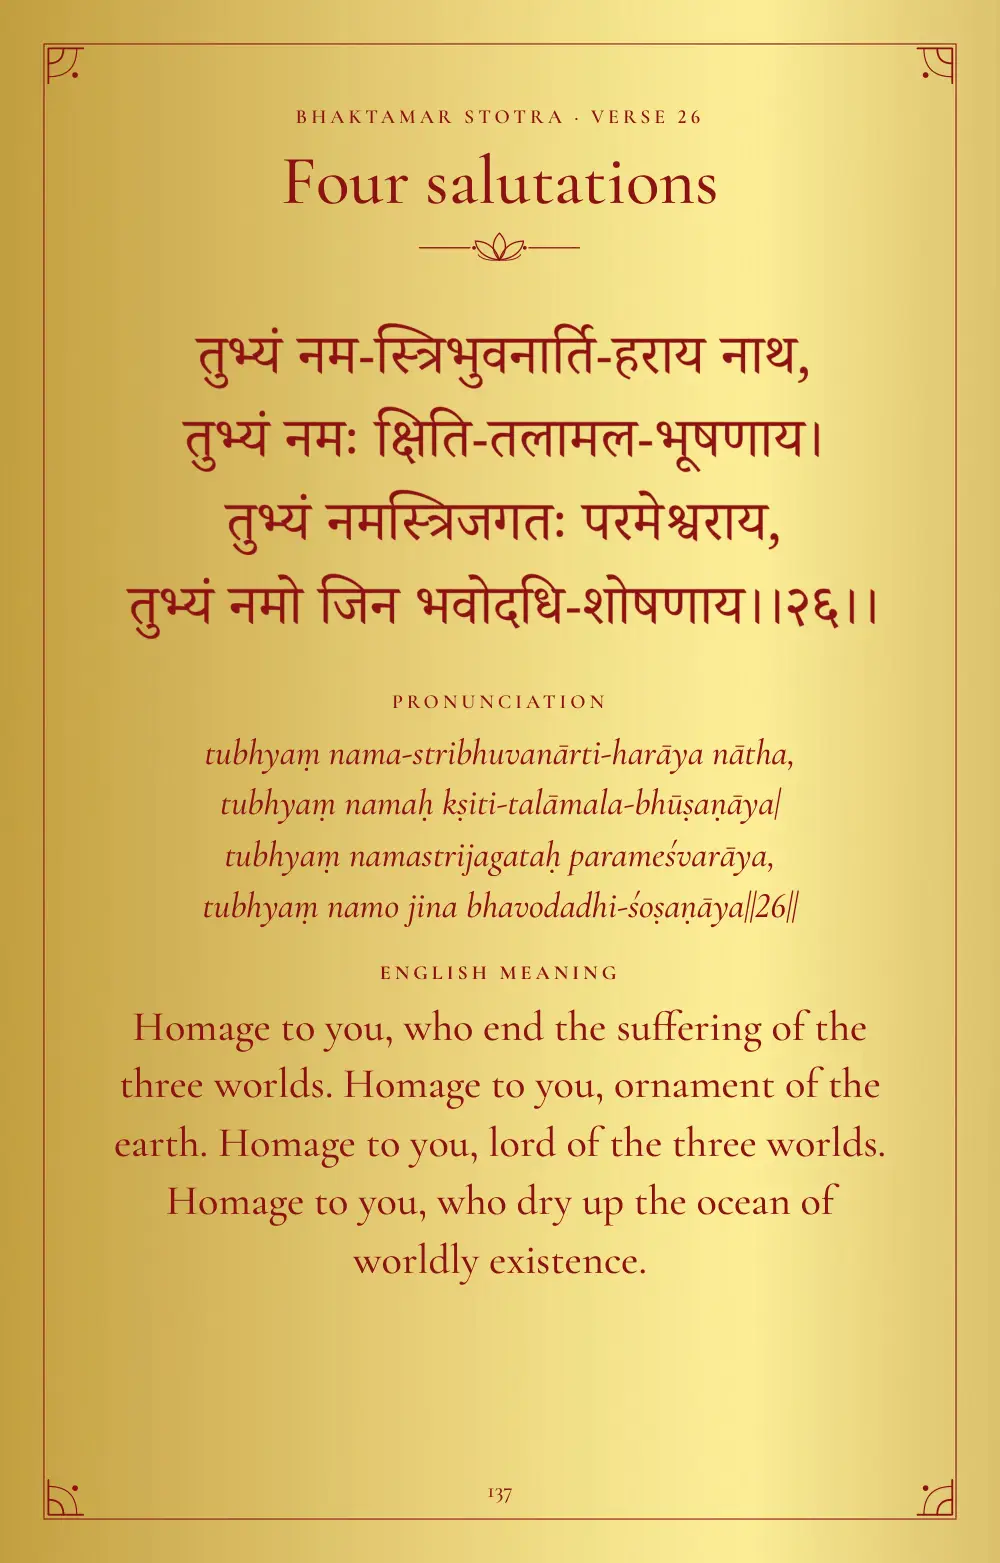 BHAKTAMAR STOTRA · VERSE 26
Four salutations
तुभ्यं नम-स्त्रिभुवनार्ति-हराय नाथ,
तुभ्यं नमः क्षिति-तलामल-भूषणाय।
तुभ्यं नमस्त्रिजगतः परमेश्वराय,
तुभ्यं नमो जिन भवोदधि-शोषणाय।।२६।।
PRONUNCIATION
tubhyaṃ nama-stribhuvanārti-harāya nātha,
tubhyaṃ namaḥ kṣiti-talāmala-bhūṣaṇāya|
tubhyaṃ namastrijagataḥ parameśvarāya,
tubhyaṃ namo jina bhavodadhi-śoṣaṇāya||26||
ENGLISH MEANING
Homage to you, who end the suffering of the
three worlds. Homage to you, ornament of the
earth. Homage to you, lord of the three worlds.
Homage to you, who dry up the ocean of
worldly existence.
137